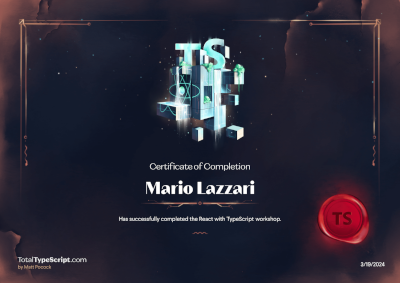 TS
Certificate of Completion
Mario Lazzari
Has successfully completed the React with TypeScript workshop.
TS
TotalTypeScript.com
by Matt Pocock
3/19/2024